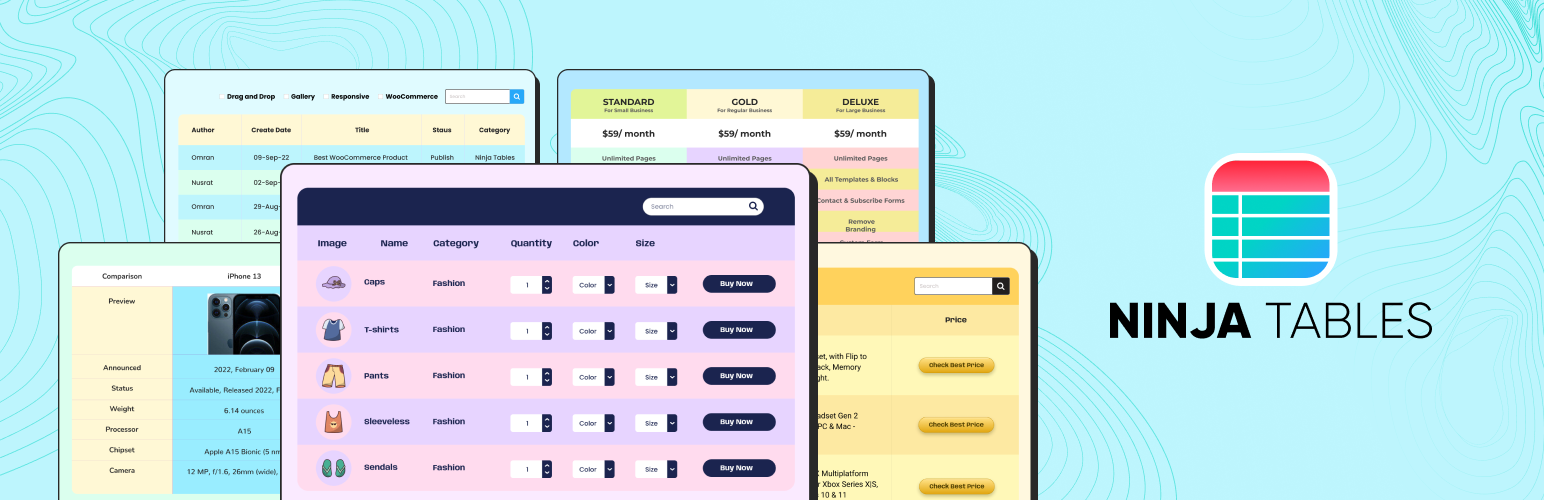 Drag and Drop Gallery Responsive WooCommerce Search
Author Create Date Title Staus Category
Omran 09-Sep-22 Best WooCommerce Product Publish Ninja Tables
Nusrat 02-Sep-
Omran 29-Aug-
Nusrat 26-Aug-
STANDARD GOLD DELUXE
For Small Business For Regular Business For Large Business
$59/ month $59/ month $59/ month
Unlimited Pages Unlimited Pages Unlimited Pages
All Templates & Blocks
Contact & Subscribe Forms
Remove
Branding
Comparison iPhone 13
Preview
Announced 2022, February 09
Status Available, Released 2022, F
Weight 6.14 ounces
Processor A15
Chipset Apple A15 Bionic (5 nm
Camera 12 MP, f/1.6, 26mm (wide),
Search
Image Name Category Quantity Color Size
Caps Fashion 1 Color Size Buy Now
T-shirts Fashion 1 Color Size Buy Now
Pants Fashion 1 Color Size Buy Now
Sleeveless Fashion 1 Color Size Buy Now
Sendals Fashion 1 Color Size Buy Now
Search
Price
set, with Flip to
ack, Memory
ght.
Check Best Price
adset Gen 2
PC & Mac -
Check Best Price
X Multiplatform
r Xbox Series X|S,
10 & 11
Check Best Price
NINJA TABLES